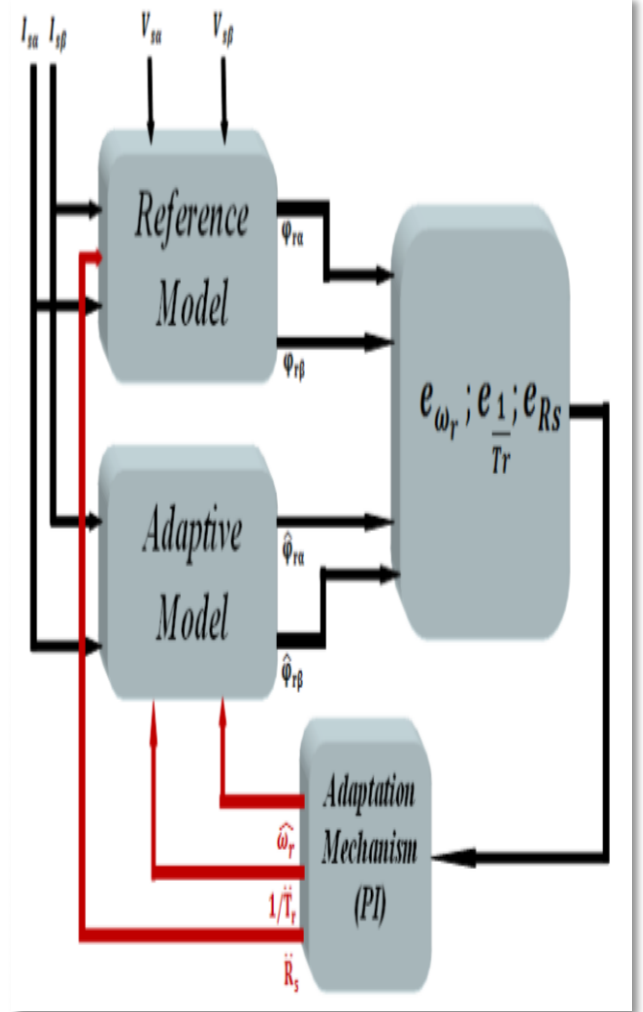 Isα Isβ Vsα Vsβ
Reference
Model
φrα
φrβ
eωr ; e1/Tr ; eRs
Adaptive
Model
φ̂rα
φ̂rβ
Adaptation
Mechanism
(PI)
ω̂r
1/T̈r
R̈s